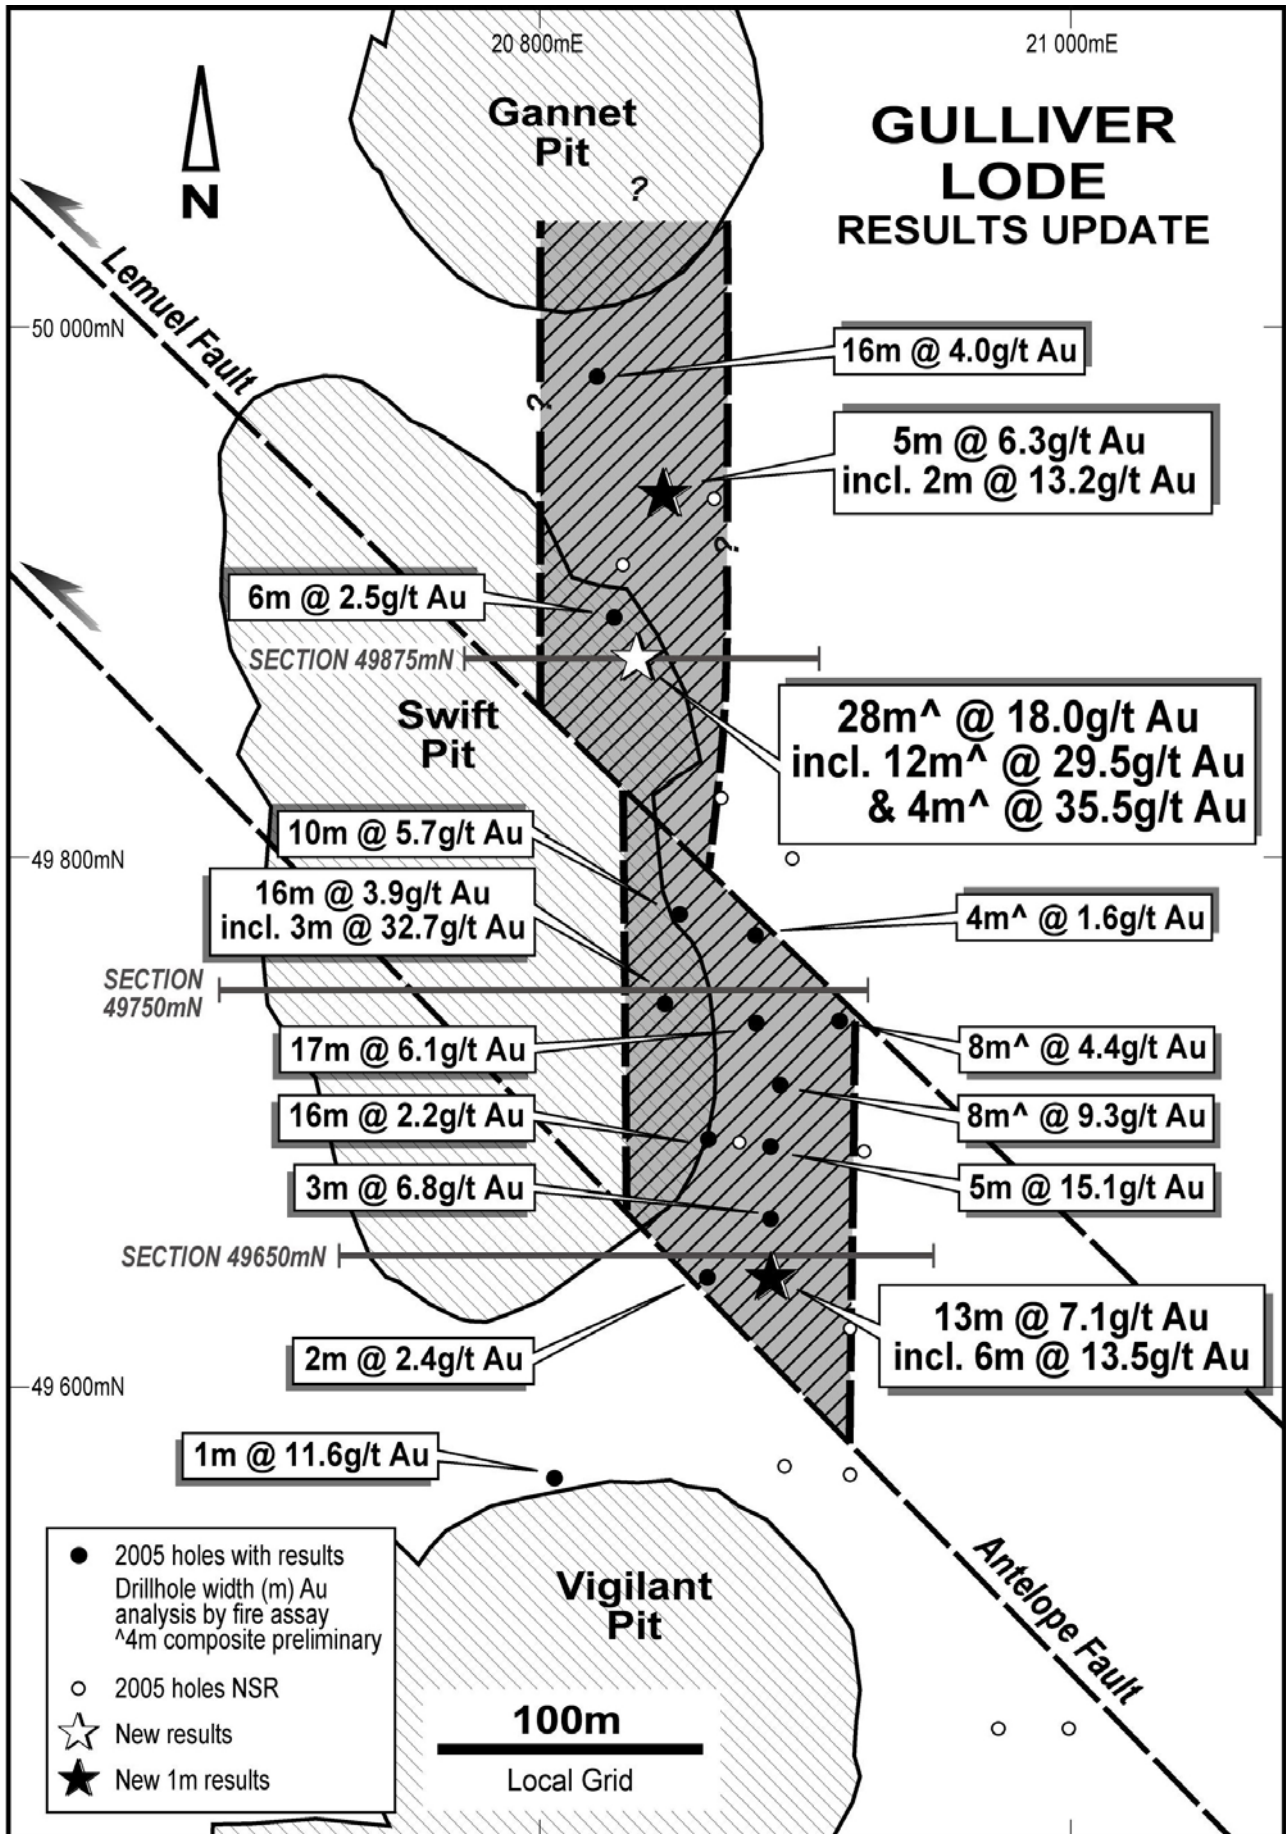 20 800mE
21 000mE
Gannet
Pit
GULLIVER
LODE
RESULTS UPDATE
N
?
Lemuel Fault
50 000mN
16m @ 4.0g/t Au
?
5m @ 6.3g/t Au
incl. 2m @ 13.2g/t Au
?
6m @ 2.5g/t Au
SECTION 49875mN
Swift
Pit
28m^ @ 18.0g/t Au
incl. 12m^ @ 29.5g/t Au
& 4m^ @ 35.5g/t Au
10m @ 5.7g/t Au
49 800mN
16m @ 3.9g/t Au
incl. 3m @ 32.7g/t Au
4m^ @ 1.6g/t Au
SECTION
49750mN
17m @ 6.1g/t Au
8m^ @ 4.4g/t Au
16m @ 2.2g/t Au
8m^ @ 9.3g/t Au
3m @ 6.8g/t Au
5m @ 15.1g/t Au
SECTION 49650mN
13m @ 7.1g/t Au
incl. 6m @ 13.5g/t Au
2m @ 2.4g/t Au
49 600mN
1m @ 11.6g/t Au
Antelope Fault
Vigilant
Pit
2005 holes with results
Drillhole width (m) Au
analysis by fire assay
^4m composite preliminary
2005 holes NSR
New results
New 1m results
100m
Local Grid